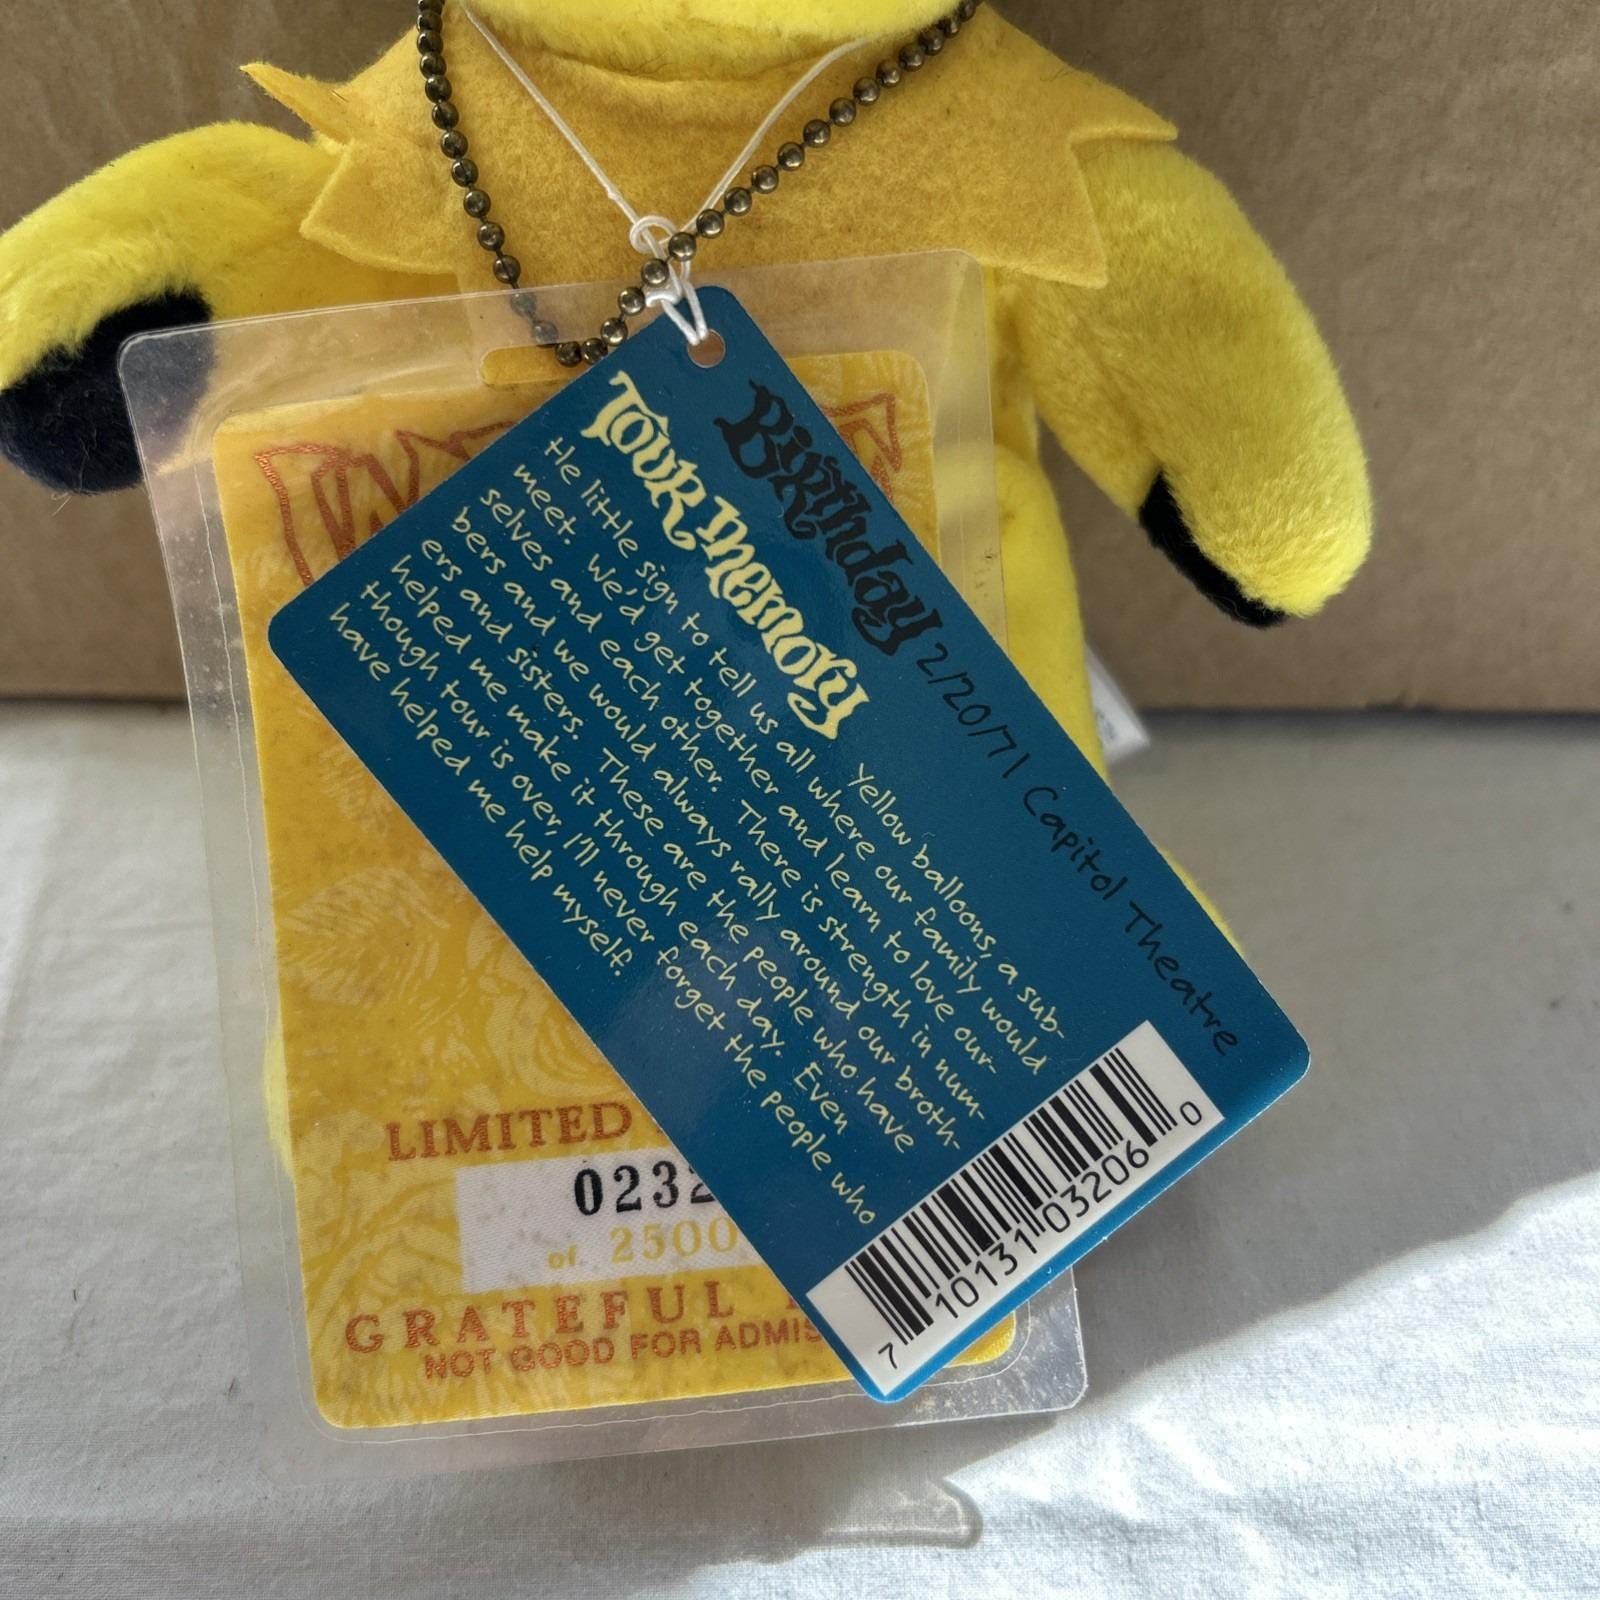 Birthday 2/20/71 Capitol Theatre
Tour Memory
Yellow balloons, a sub-
tle little sign to tell us all where our family would
meet. We'd get together and learn to love our-
selves and each other. There is strength in num-
bers and we would always rally around our broth-
ers and sisters. These are the people who have
helped me make it through each day. Even
though tour is over, I'll never forget the people who
have helped me help myself.
7 10131 03206 0
LIMITED
0232
of 2500
GRATEFUL
NOT GOOD FOR ADMIS